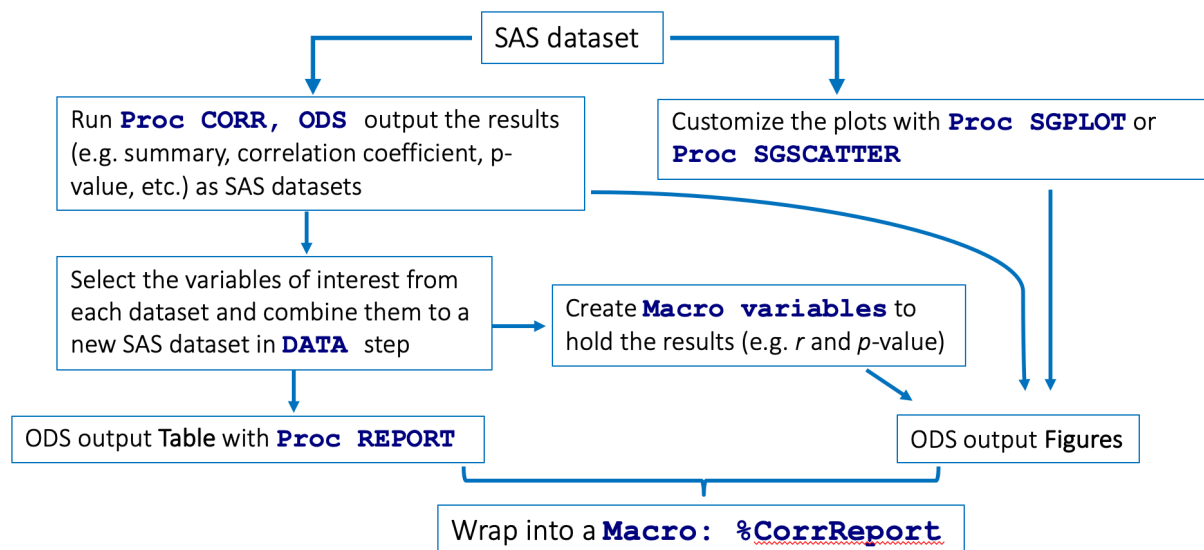 SAS dataset
Run Proc CORR, ODS output the results
(e.g. summary, correlation coefficient, p-
value, etc.) as SAS datasets
Customize the plots with Proc SGPLOT or
Proc SGSCATTER
Select the variables of interest from
each dataset and combine them to a
new SAS dataset in DATA step
Create Macro variables to
hold the results (e.g. r and p-value)
ODS output Table with Proc REPORT
ODS output Figures
Wrap into a Macro: %CorrReport